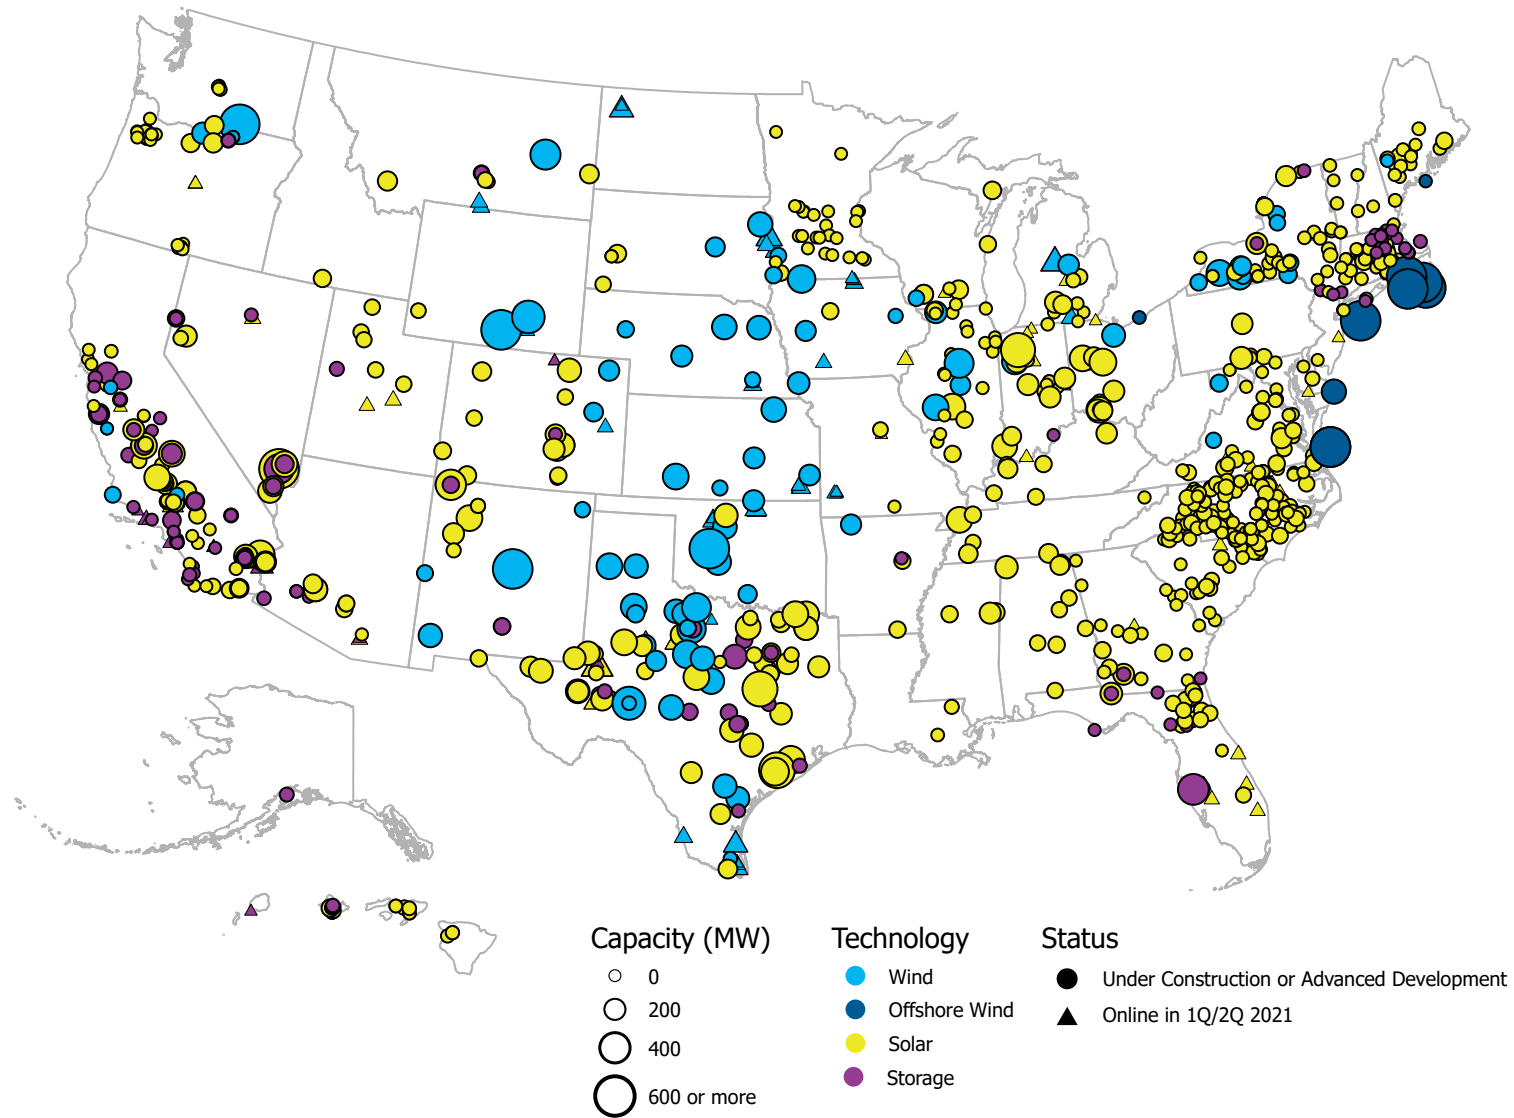 Capacity (MW)
0
200
400
600 or more
Technology
Wind
Offshore Wind
Solar
Storage
Status
Under Construction or Advanced Development
Online in 1Q/2Q 2021